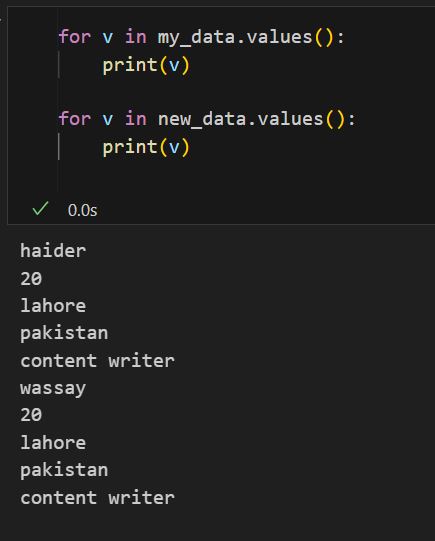 for v in my_data.values():
    print(v)
for v in new_data.values():
    print(v)
0.0s
haider
20
lahore
pakistan
content writer
wassay
20
lahore
pakistan
content writer